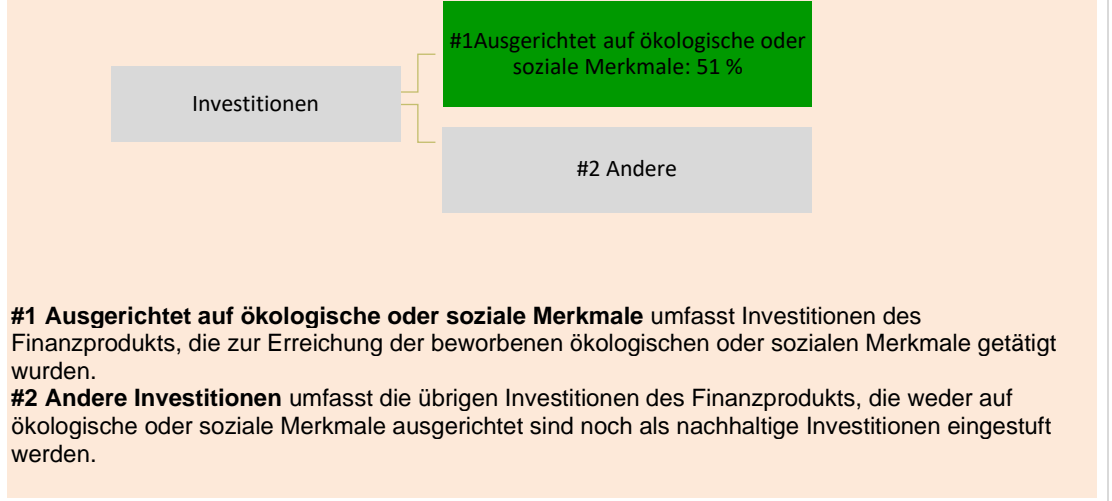 #1Ausgerichtet auf ökologische oder
soziale Merkmale: 51 %
Investitionen
#2 Andere
#1 Ausgerichtet auf ökologische oder soziale Merkmale umfasst Investitionen des
Finanzprodukts, die zur Erreichung der beworbenen ökologischen oder sozialen Merkmale getätigt
wurden.
#2 Andere Investitionen umfasst die übrigen Investitionen des Finanzprodukts, die weder auf
ökologische oder soziale Merkmale ausgerichtet sind noch als nachhaltige Investitionen eingestuft
werden.